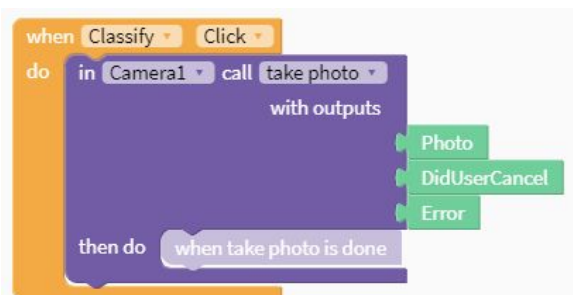 when Classify Click
do in Camera1 call take photo
with outputs
Photo
DidUserCancel
Error
then do when take photo is done